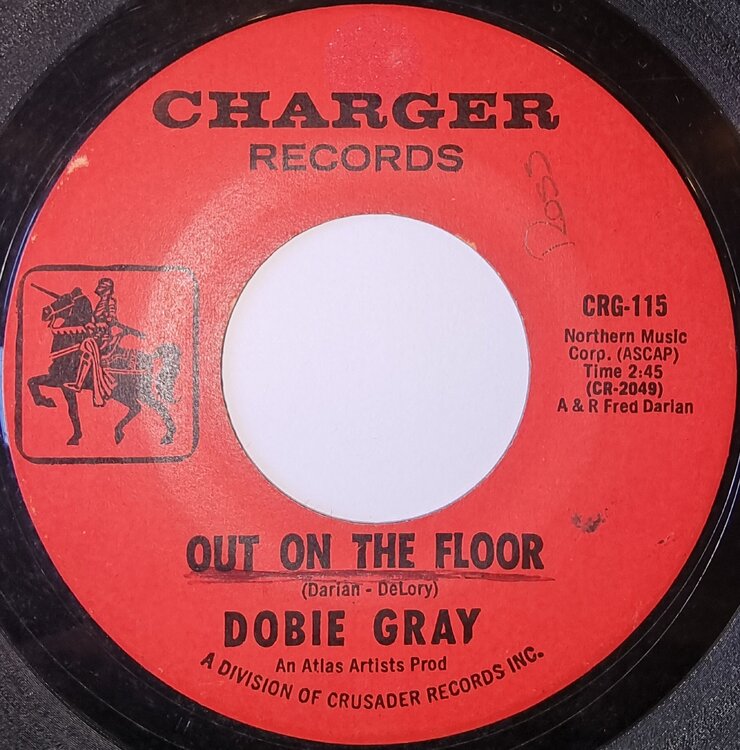 CHARGER
RECORDS
CRG-115
Northern Music
Corp. (ASCAP)
Time 2:45
(CR-2049)
A & R Fred Darian
OUT ON THE FLOOR
(Darian - DeLory)
DOBIE GRAY
An Atlas Artists Prod
A DIVISION OF CRUSADER RECORDS INC.